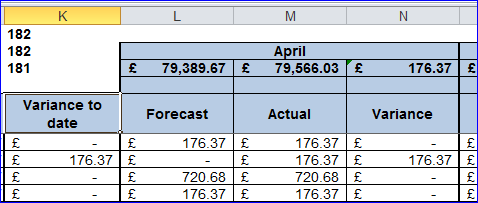 K L M N
182
182 April
181 £ 79,389.67 £ 79,566.03 £ 176.37 £
Variance to date Forecast Actual Variance
£ - £ 176.37 £ 176.37 £ - £
£ 176.37 £ - £ 176.37 £ 176.37 £
£ - £ 720.68 £ 720.68 £ - £
£ - £ 176.37 £ 176.37 £ - £